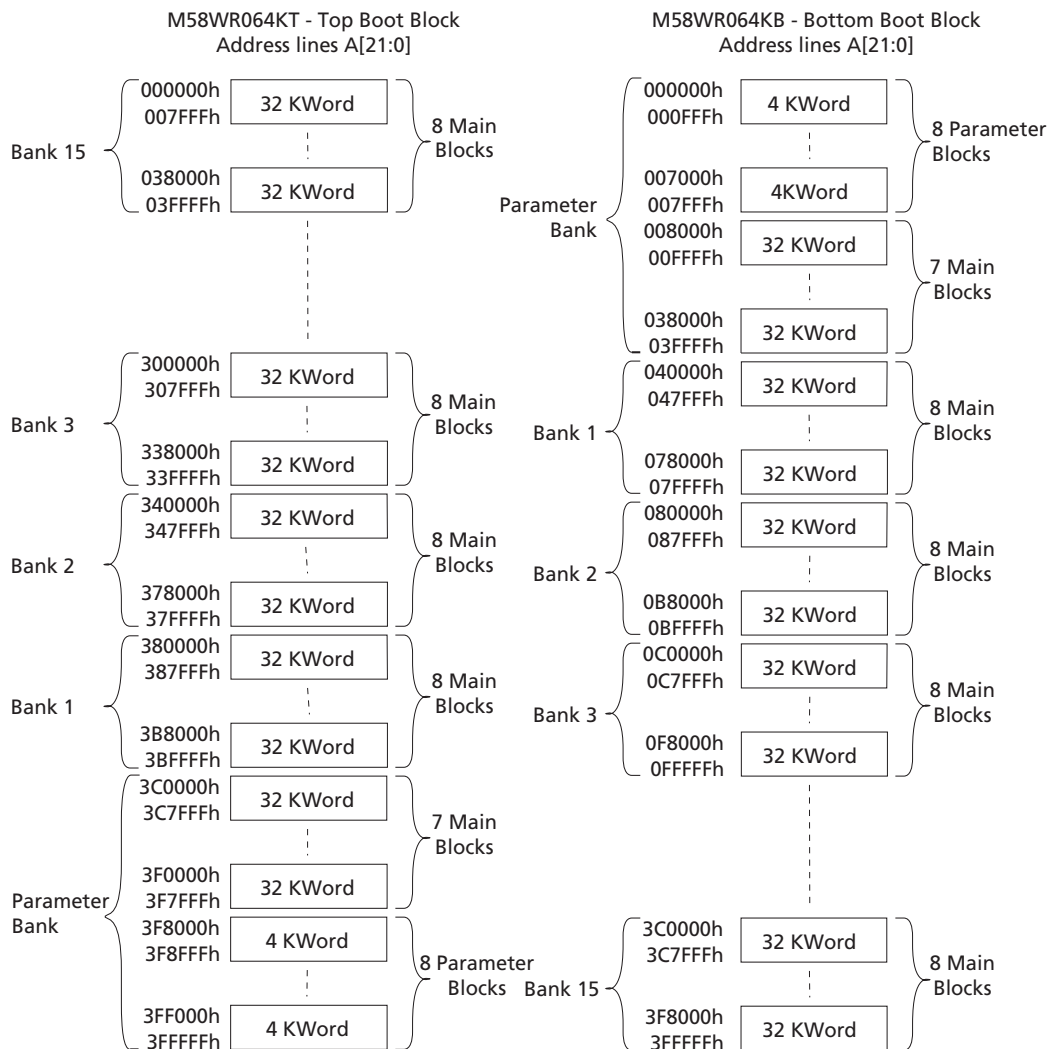 M58WR064KT - Top Boot Block
Address lines A[21:0]
000000h
007FFFh
32 KWord
Bank 15
8 Main
Blocks
038000h
03FFFFh
32 KWord
300000h
307FFFh
32 KWord
Bank 3
8 Main
Blocks
338000h
33FFFFh
32 KWord
340000h
347FFFh
32 KWord
Bank 2
8 Main
Blocks
378000h
37FFFFh
32 KWord
380000h
387FFFh
32 KWord
Bank 1
8 Main
Blocks
3B8000h
3BFFFFh
32 KWord
3C0000h
3C7FFFh
32 KWord
7 Main
Blocks
3F0000h
3F7FFFh
32 KWord
Parameter
Bank
3F8000h
3F8FFFh
4 KWord
8 Parameter
Blocks
3FF000h
3FFFFFh
4 KWord
M58WR064KB - Bottom Boot Block
Address lines A[21:0]
000000h
000FFFh
4 KWord
8 Parameter
Blocks
007000h
007FFFh
4KWord
Parameter
Bank
008000h
00FFFFh
32 KWord
7 Main
Blocks
038000h
03FFFFh
32 KWord
040000h
047FFFh
32 KWord
Bank 1
8 Main
Blocks
078000h
07FFFFh
32 KWord
080000h
087FFFh
32 KWord
Bank 2
8 Main
Blocks
0B8000h
0BFFFFh
32 KWord
0C0000h
0C7FFFh
32 KWord
Bank 3
8 Main
Blocks
0F8000h
0FFFFFh
32 KWord
3C0000h
3C7FFFh
32 KWord
Bank 15
8 Main
Blocks
3F8000h
3FFFFFh
32 KWord